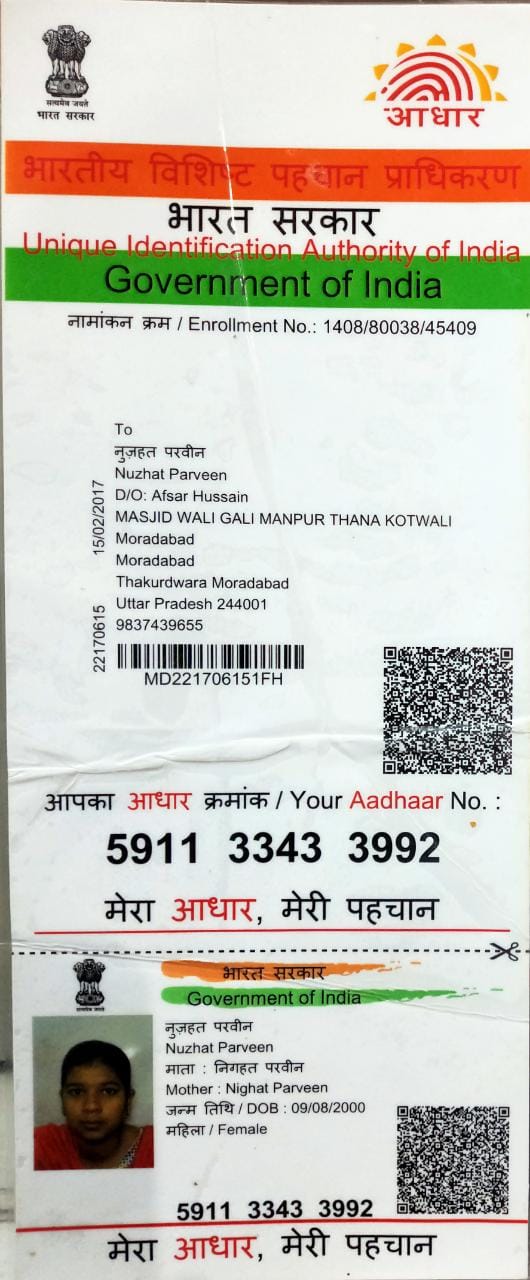 सत्यमेव जयते
भारत सरकार
आधार
भारतीय विशिष्ट पहचान प्राधिकरण
भारत सरकार
Unique Identification Authority of India
Government of India
नामांकन क्रम / Enrollment No.: 1408/80038/45409
To
नुज़हत परवीन
Nuzhat Parveen
D/O: Afsar Hussain
MASJID WALI GALI MANPUR THANA KOTWALI
Moradabad
Moradabad
Thakurdwara Moradabad
Uttar Pradesh 244001
9837439655
22170615 15/02/2017
MD221706151FH
आपका आधार क्रमांक / Your Aadhaar No. :
5911 3343 3992
मेरा आधार, मेरी पहचान
भारत सरकार
Government of India
नुज़हत परवीन
Nuzhat Parveen
माता : निगहत परवीन
Mother : Nighat Parveen
जन्म तिथि / DOB : 09/08/2000
महिला / Female
5911 3343 3992
मेरा आधार, मेरी पहचान